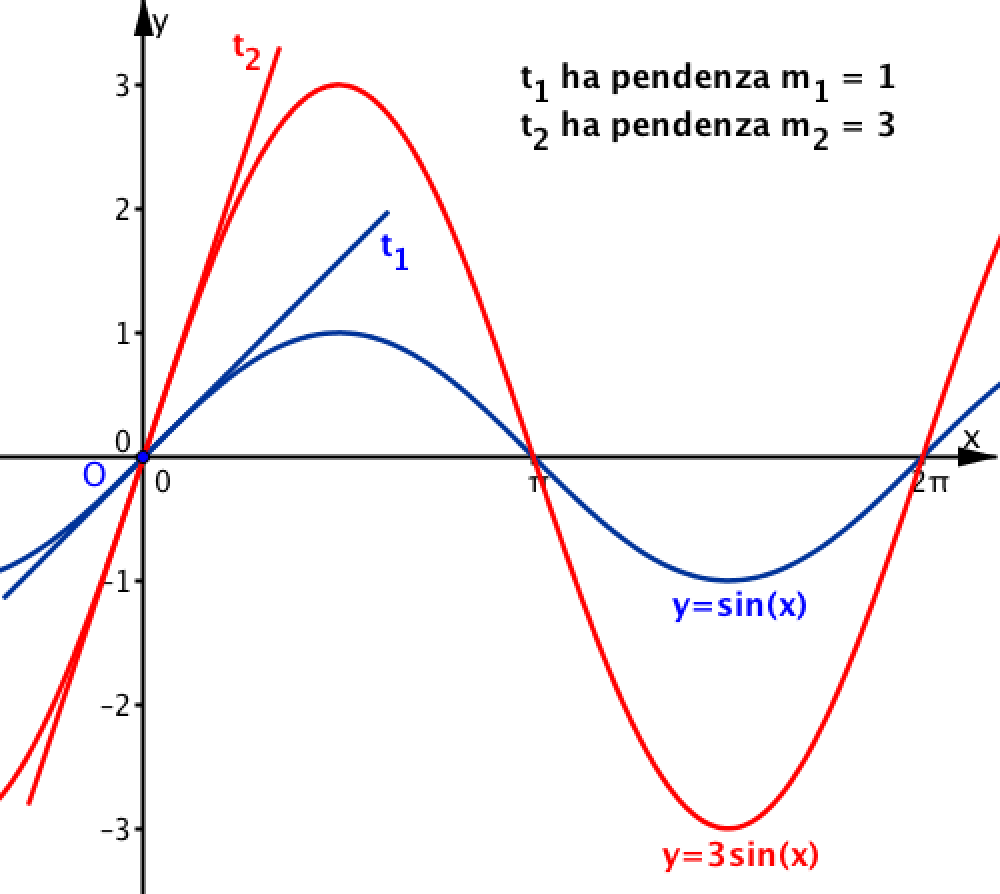 y
t2
t1 ha pendenza m1 = 1
t2 ha pendenza m2 = 3
3
2
t1
1
0
x
O
0
π
2π
-1
y=sin(x)
-2
-3
y=3sin(x)